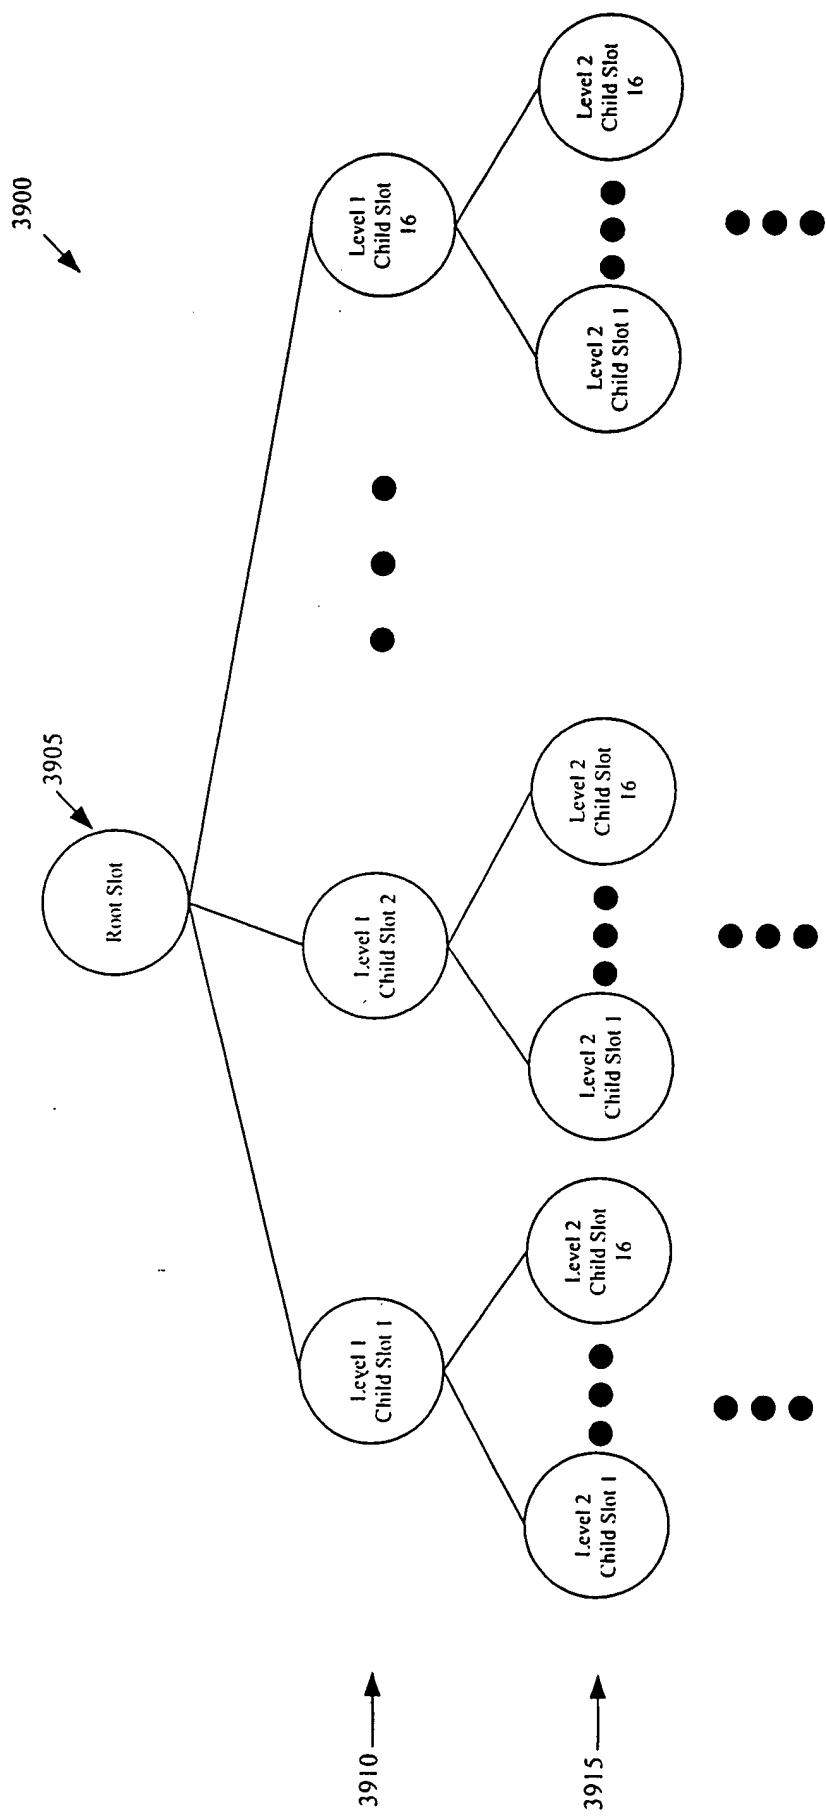 3900
3905
Root Slot
3910
Level 1
Child Slot 1
Level 1
Child Slot 2
Level 1
Child Slot
16
3915
Level 2
Child Slot 1
Level 2
Child Slot
16
Level 2
Child Slot 1
Level 2
Child Slot
16
Level 2
Child Slot 1
Level 2
Child Slot
16